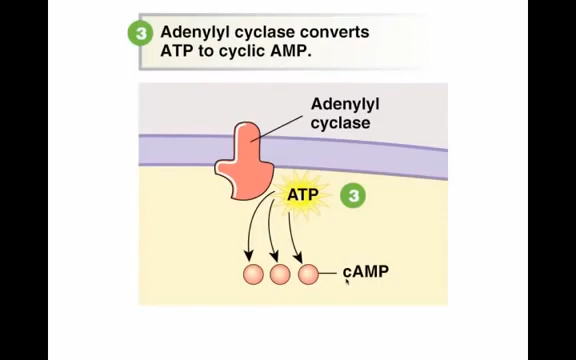 3 Adenylyl cyclase converts
ATP to cyclic AMP.
Adenylyl
cyclase
ATP 3
cAMP